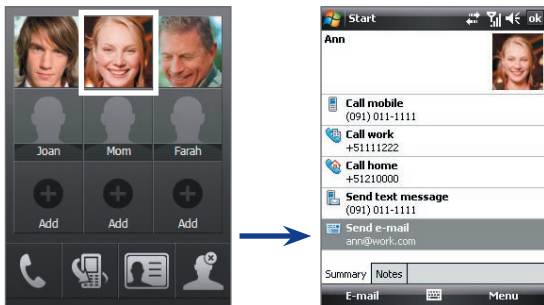 Joan Mom Farah
Add Add Add
Start ok
Ann
Call mobile
(091) 011-1111
Call work
+51111222
Call home
+51210000
Send text message
(091) 011-1111
Send e-mail
ann@work.com
Summary Notes
E-mail Menu